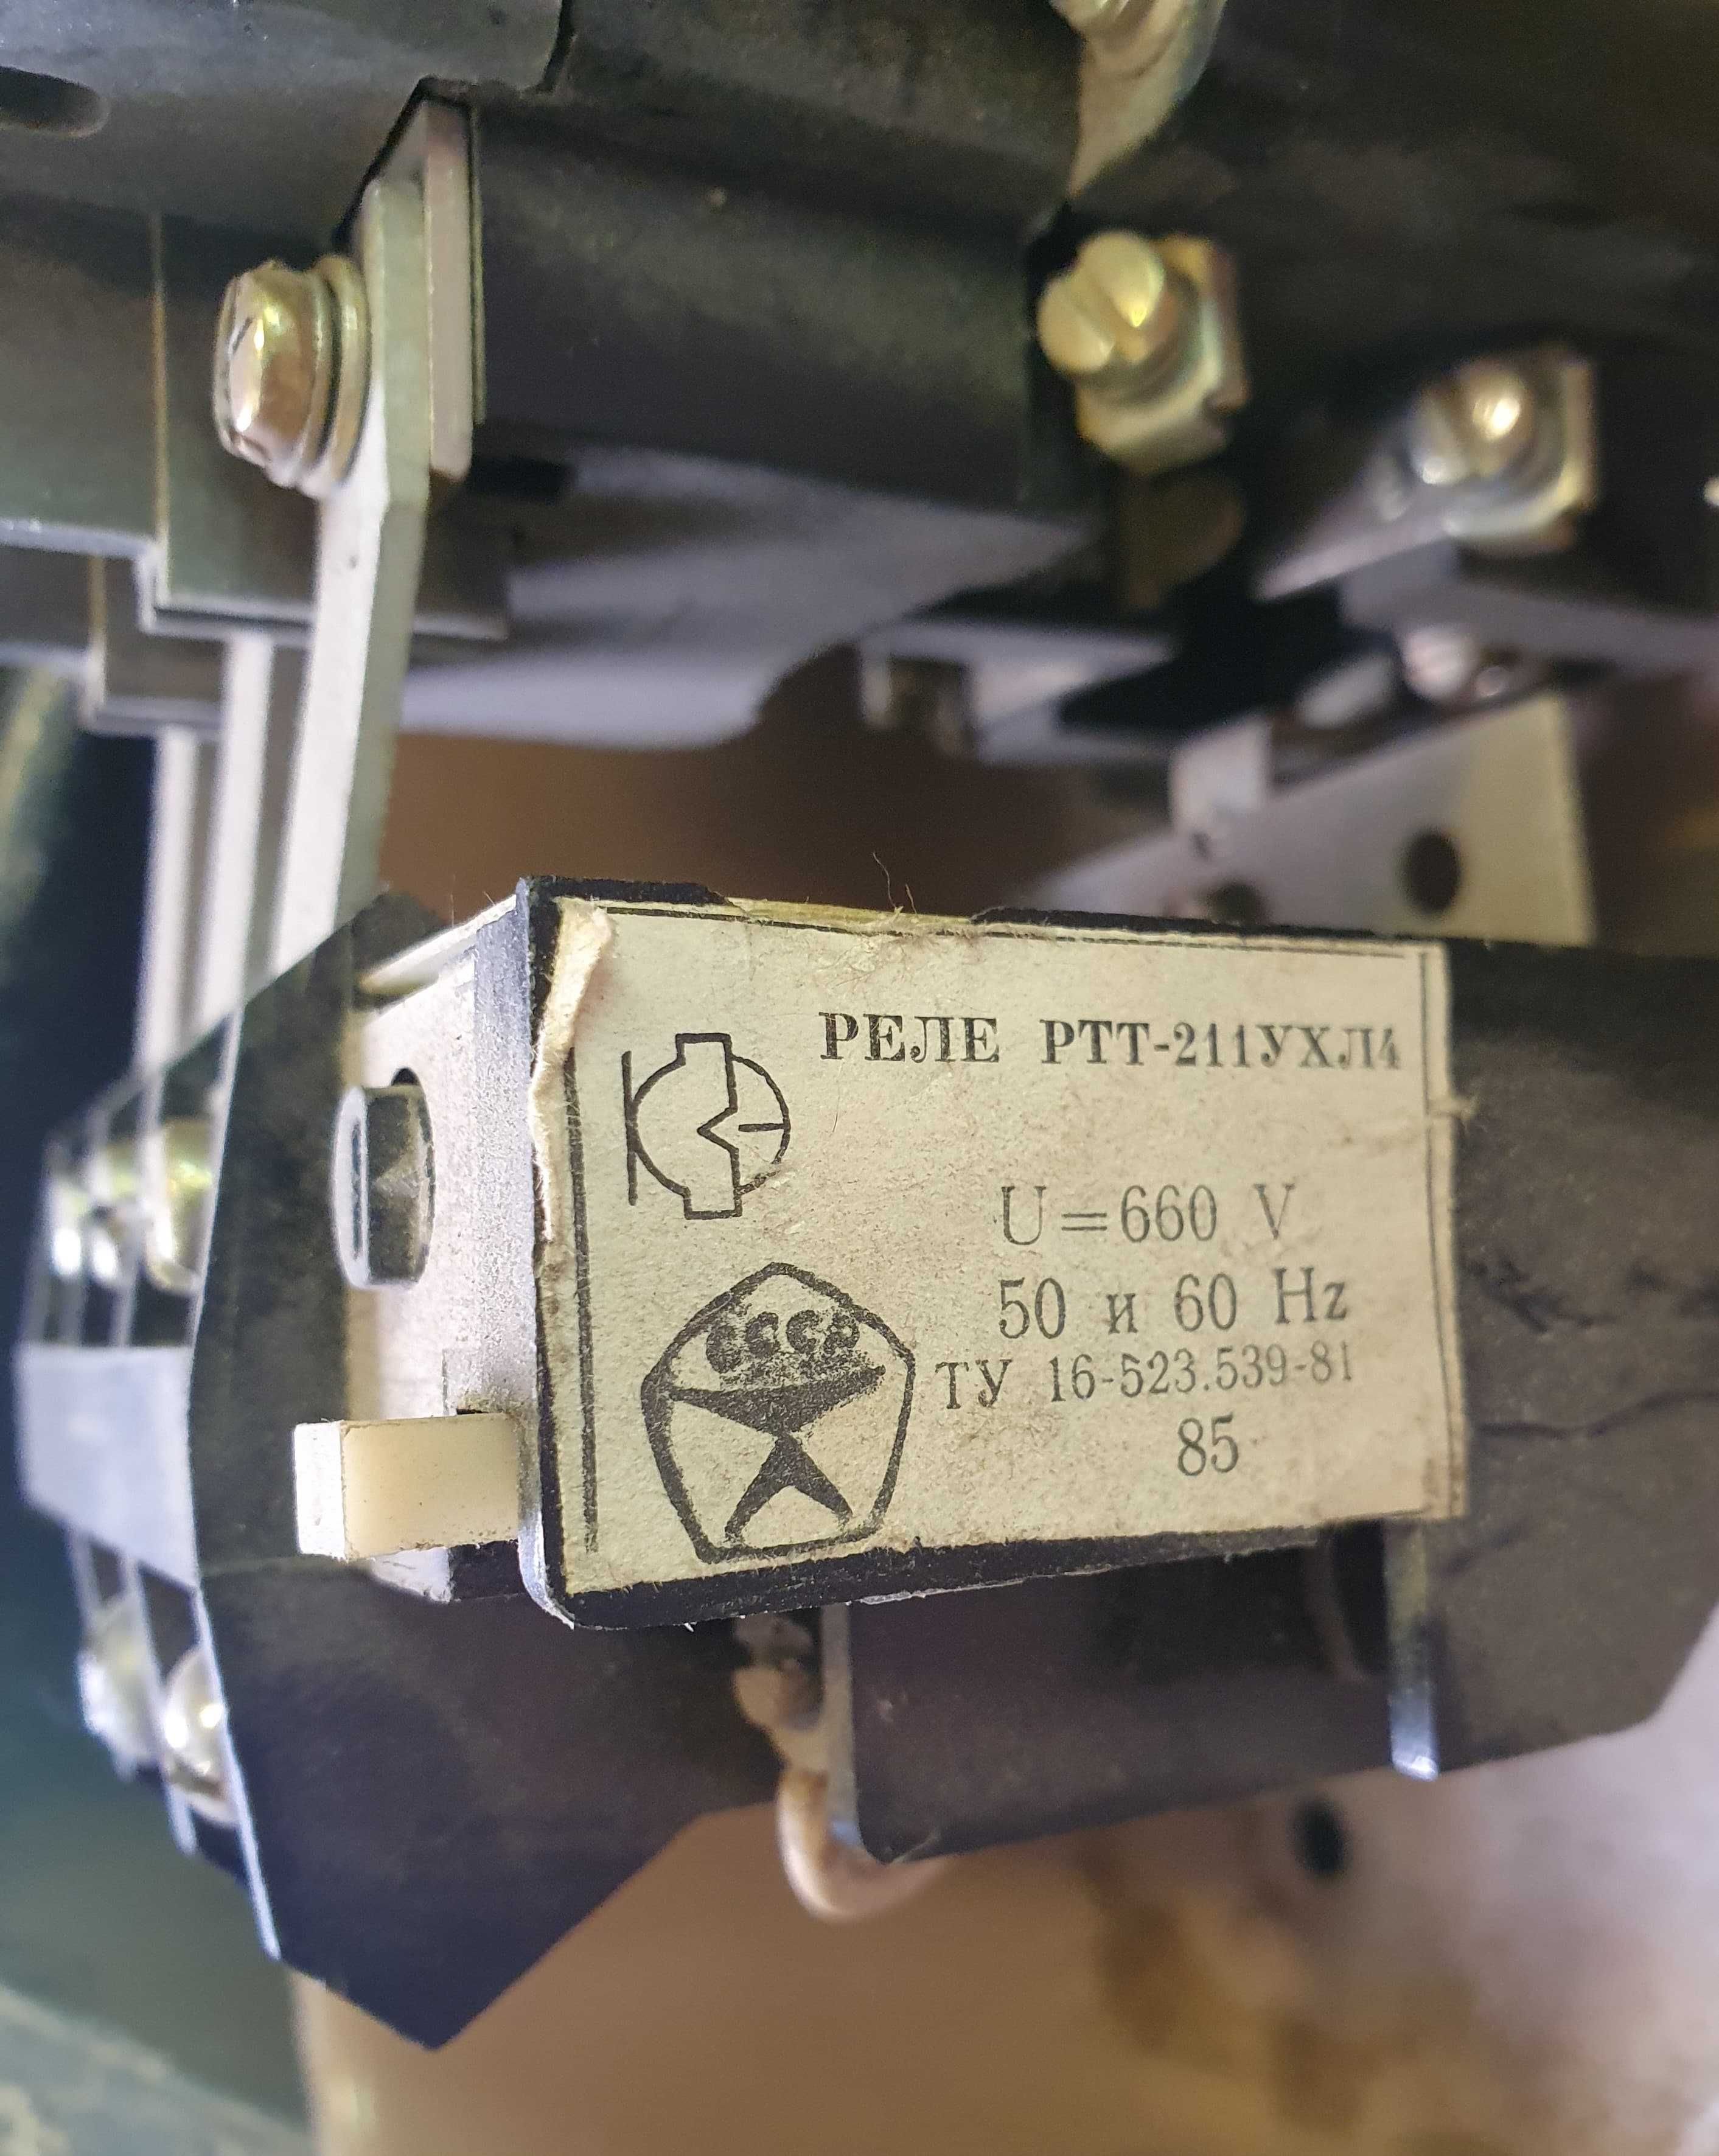 РЕЛЕ РТТ-211УХЛ4
U=660 V
50 и 60 Hz
СССР
ТУ 16-523.539-81
85